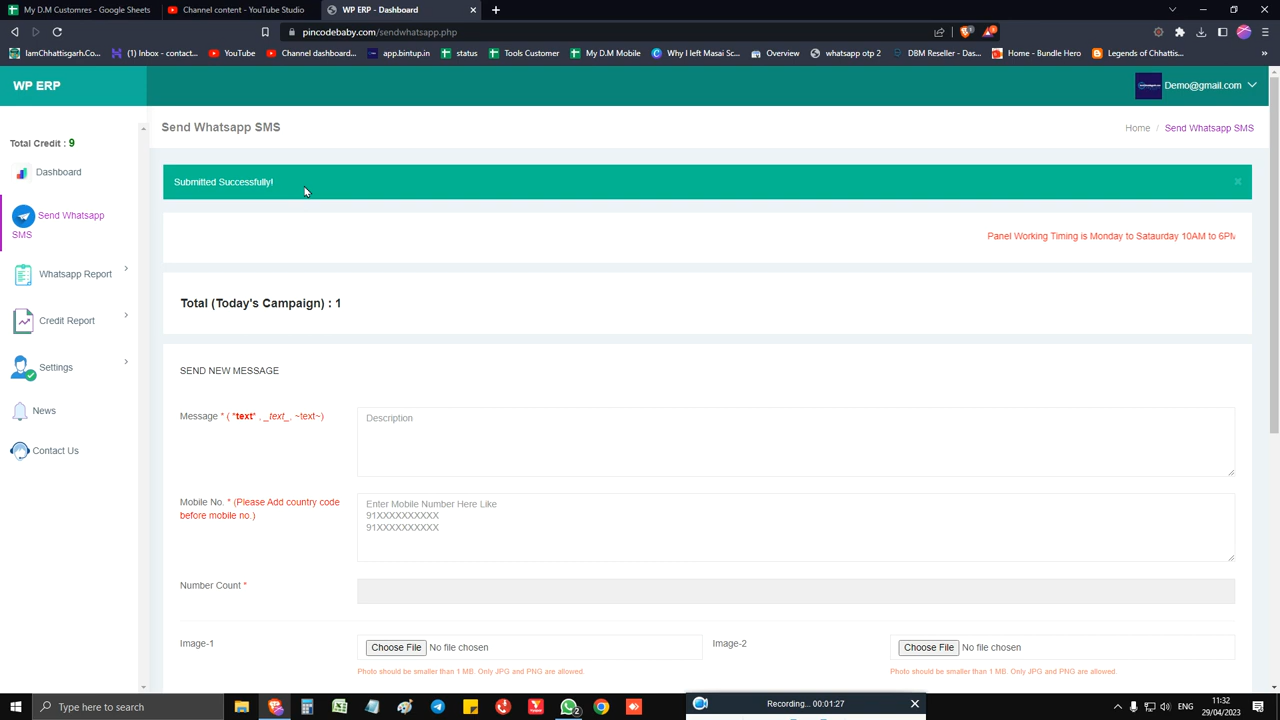 My D.M Customres - Google Sheets
Channel content - YouTube Studio
WP ERP - Dashboard
pincodebaby.com/sendwhatsapp.php
IamChhattisgarh.Co...
(1) Inbox - contact...
YouTube
Dashboard
app.bintup.in
status
Tools Customer
My D.M Mobile
Why I left Masai Sc...
Overview
whatsapp otp 2
DBM Reseller - Das...
Home - Bundle Hero
Legends of Chhattis...
WP ERP
Demo@gmail.com
Send Whatsapp SMS
Home / Send Whatsapp SMS
Total Credit : 9
Dashboard
Send Whatsapp
SMS
Whatsapp Report
Credit Report
Settings
News
Contact Us
Submitted Successfully!
×
Panel Working Timing is Monday to Sataurday 10AM to 6PM
Total (Today's Campaign) : 1
SEND NEW MESSAGE
Message * ( *text* , _text_, ~text~)
Description
Mobile No. * (Please Add country code
before mobile no.)
Enter Mobile Number Here Like
91XXXXXXXXXX
91XXXXXXXXXX
Number Count *
Image-1
Choose File No file chosen
Photo should be smaller than 1 MB. Only JPG and PNG are allowed.
Image-2
Choose File No file chosen
Photo should be smaller than 1 MB. Only JPG and PNG are allowed.
Type here to search
Recording... 00:01:27
ENG
11:32
29/04/2023